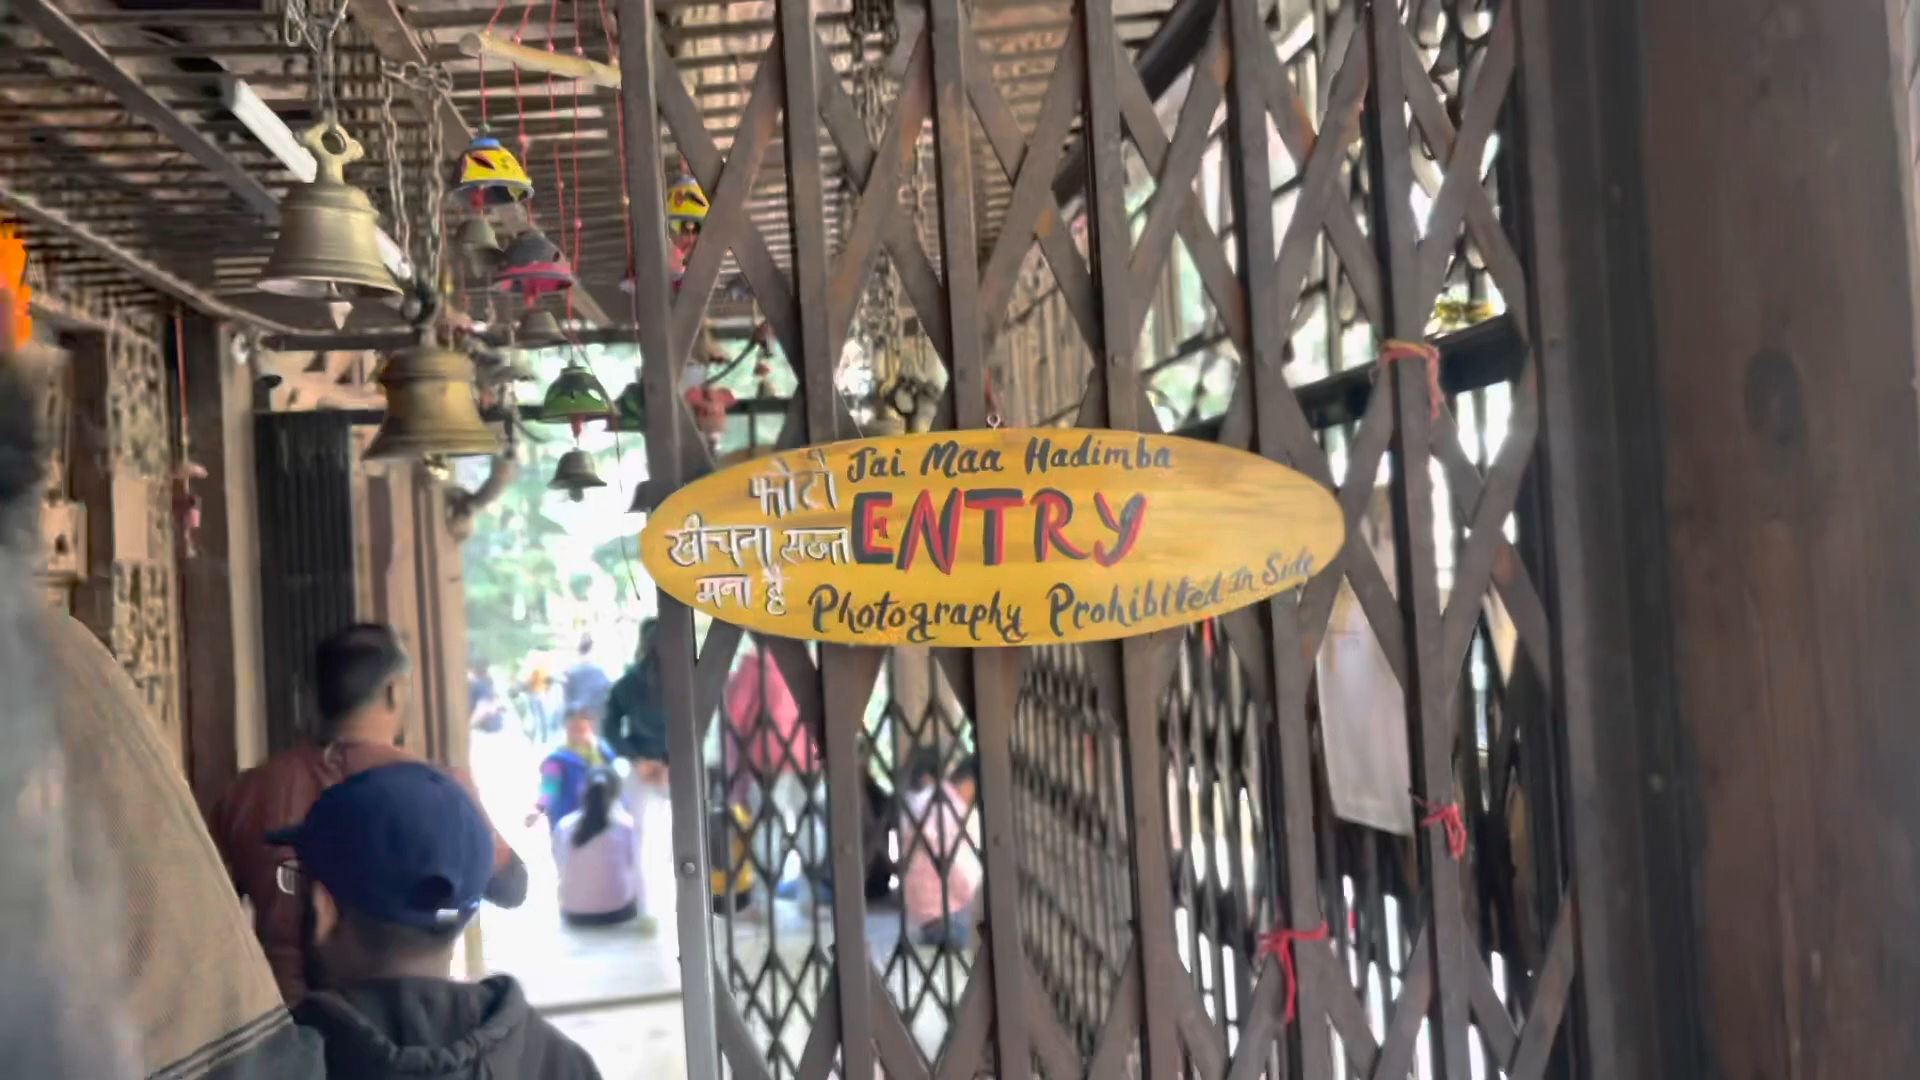 Jai Maa Hadimba
फोटो
खींचना सख्त
मना है
ENTRY
Photography Prohibited In Side